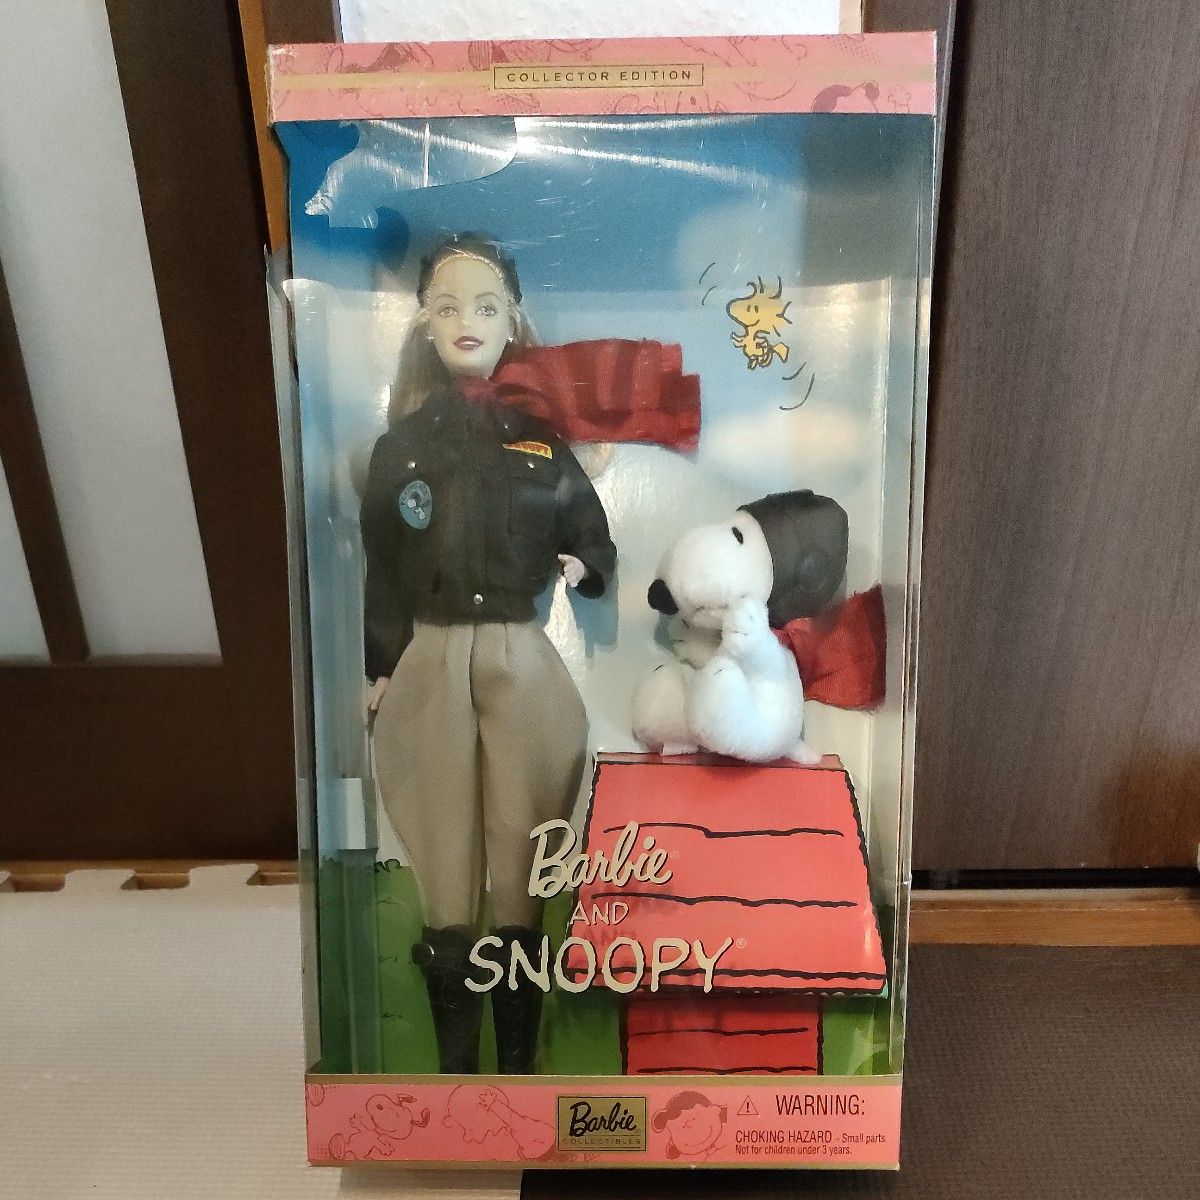 COLLECTOR EDITION
Barbie®
AND
SNOOPY®
Barbie
COLLECTIBLES
WARNING:
CHOKING HAZARD - Small parts
Not for children under 3 years.